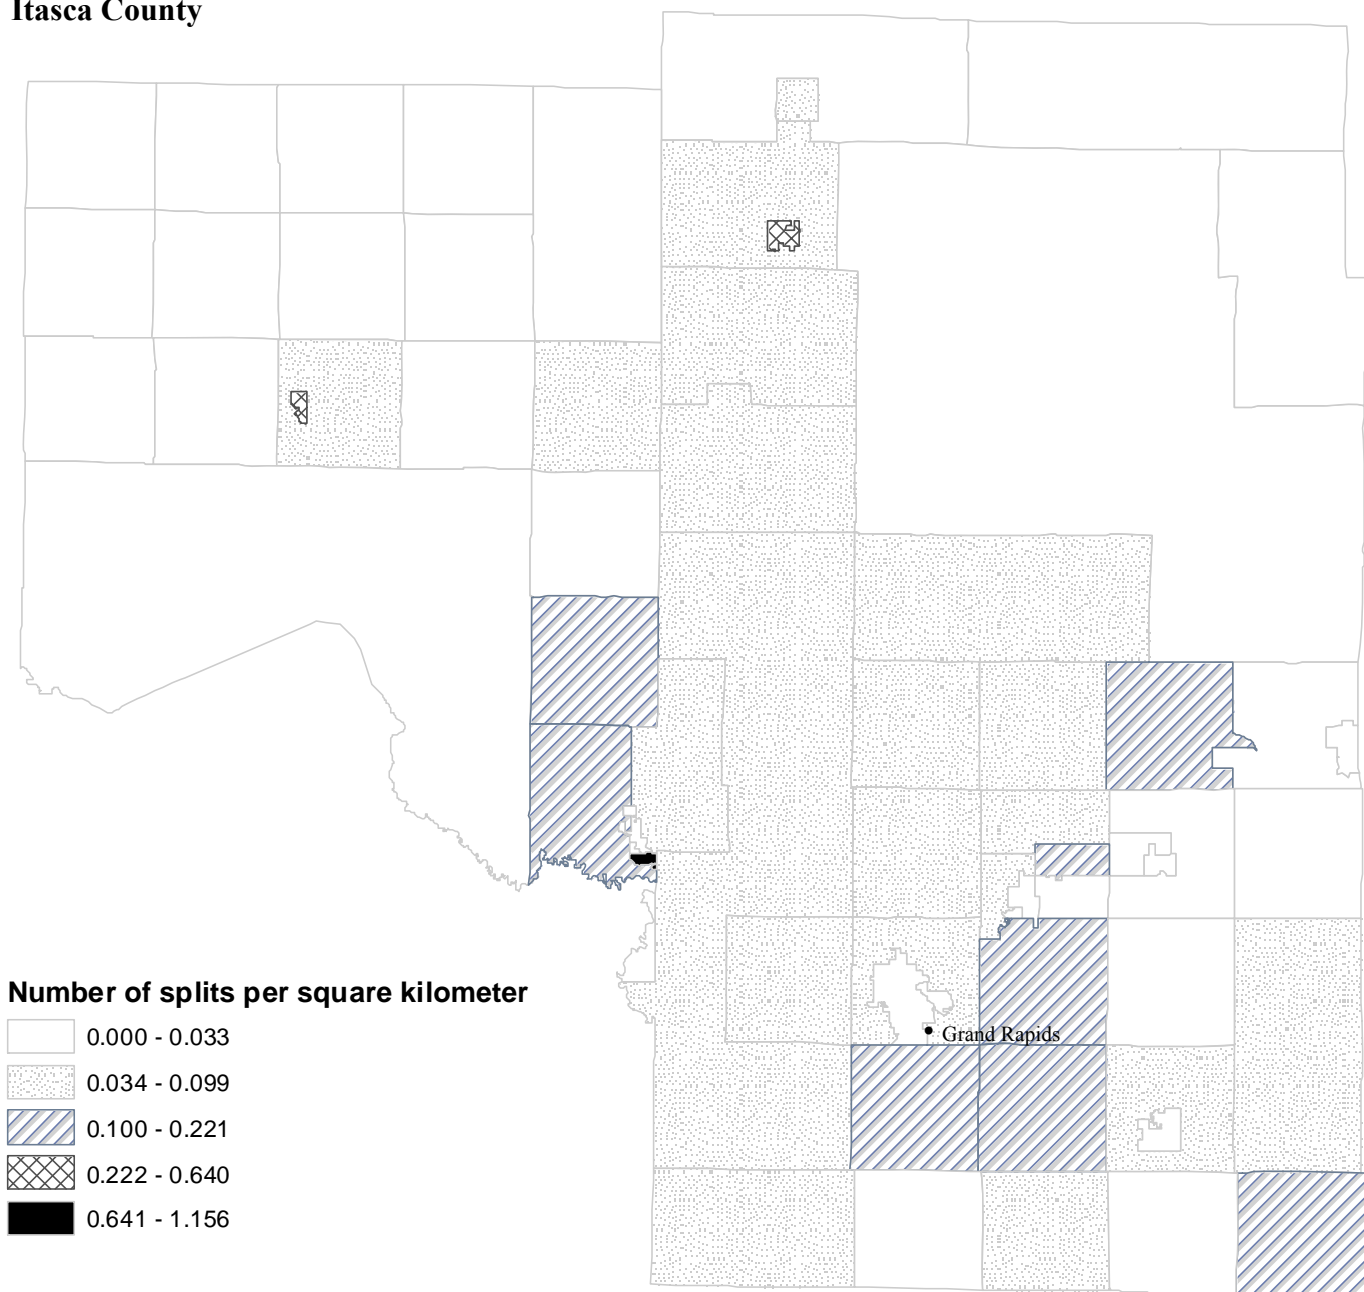 Itasca County
Grand Rapids
Number of splits per square kilometer
0.000 - 0.033
0.034 - 0.099
0.100 - 0.221
0.222 - 0.640
0.641 - 1.156